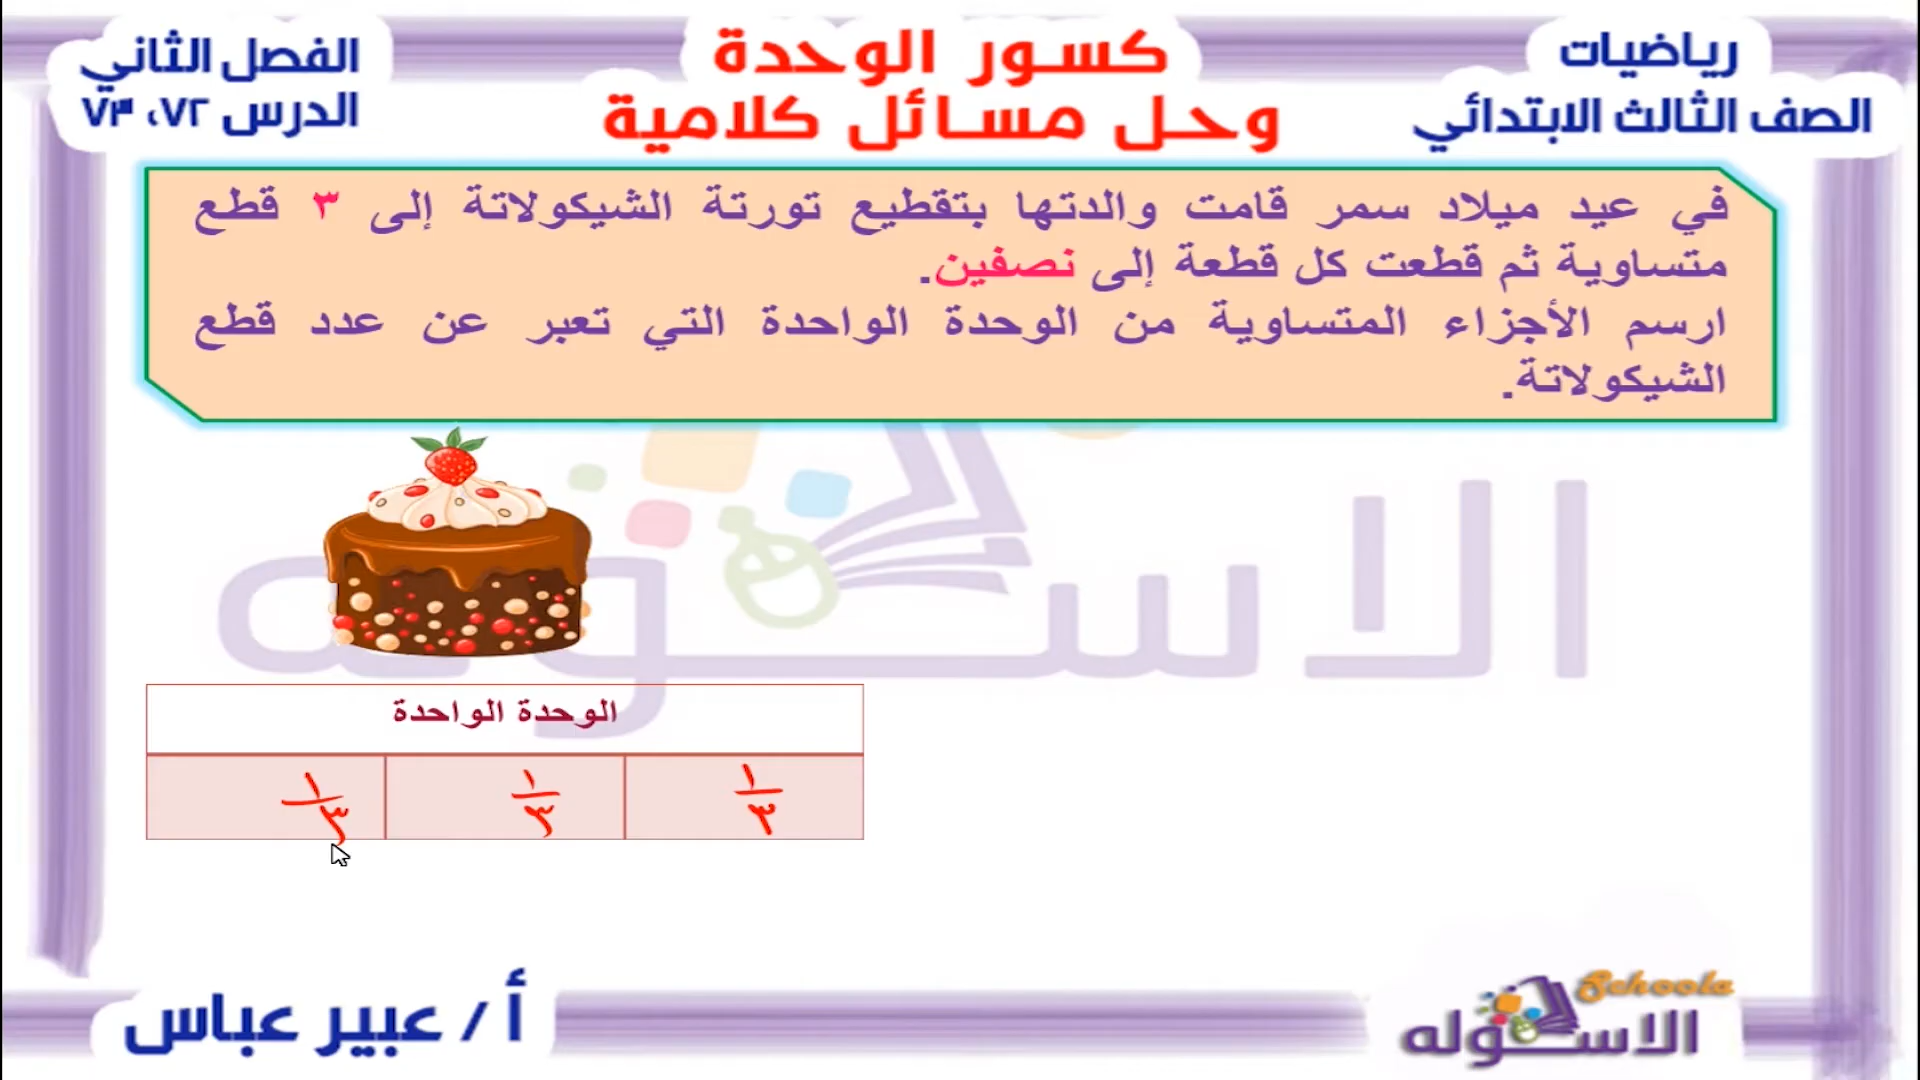 رياضيات
الصف الثالث الابتدائي
كسور الوحدة
وحل مسائل كلامية
الفصل الثاني
الدرس ٧٢، ٧٣
في عيد ميلاد سمر قامت والدتها بتقطيع تورتة الشيكولاتة إلى ٣ قطع
متساوية ثم قطعت كل قطعة إلى نصفين.
ارسم الأجزاء المتساوية من الوحدة الواحدة التي تعبر عن عدد قطع
الشيكولاتة.
الاسكوله
الوحدة الواحدة
١/٣ ١/٣ ١/٣
أ / عبير عباس
Schoola
الاسكوله